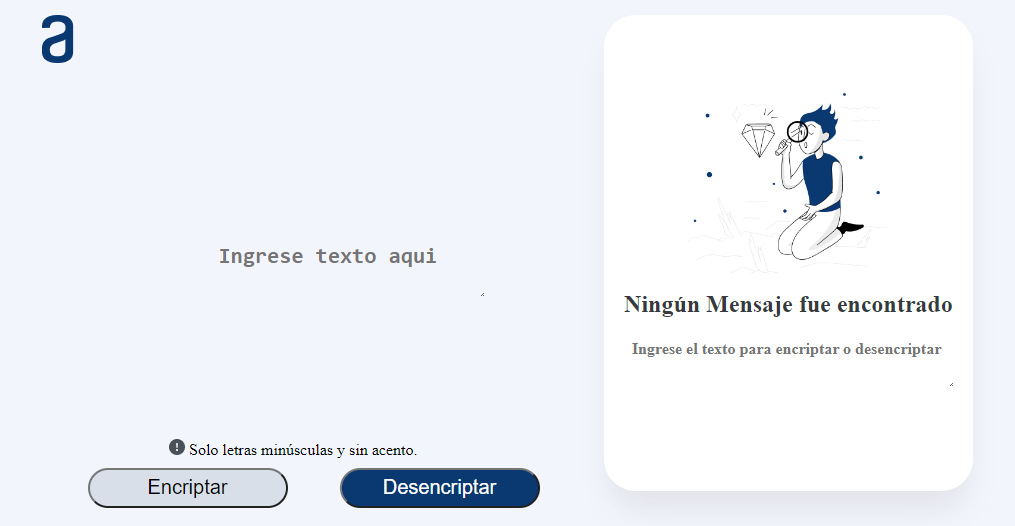 a
Ingrese texto aqui
Solo letras minúsculas y sin acento.
Encriptar
Desencriptar
Ningún Mensaje fue encontrado
Ingrese el texto para encriptar o desencriptar